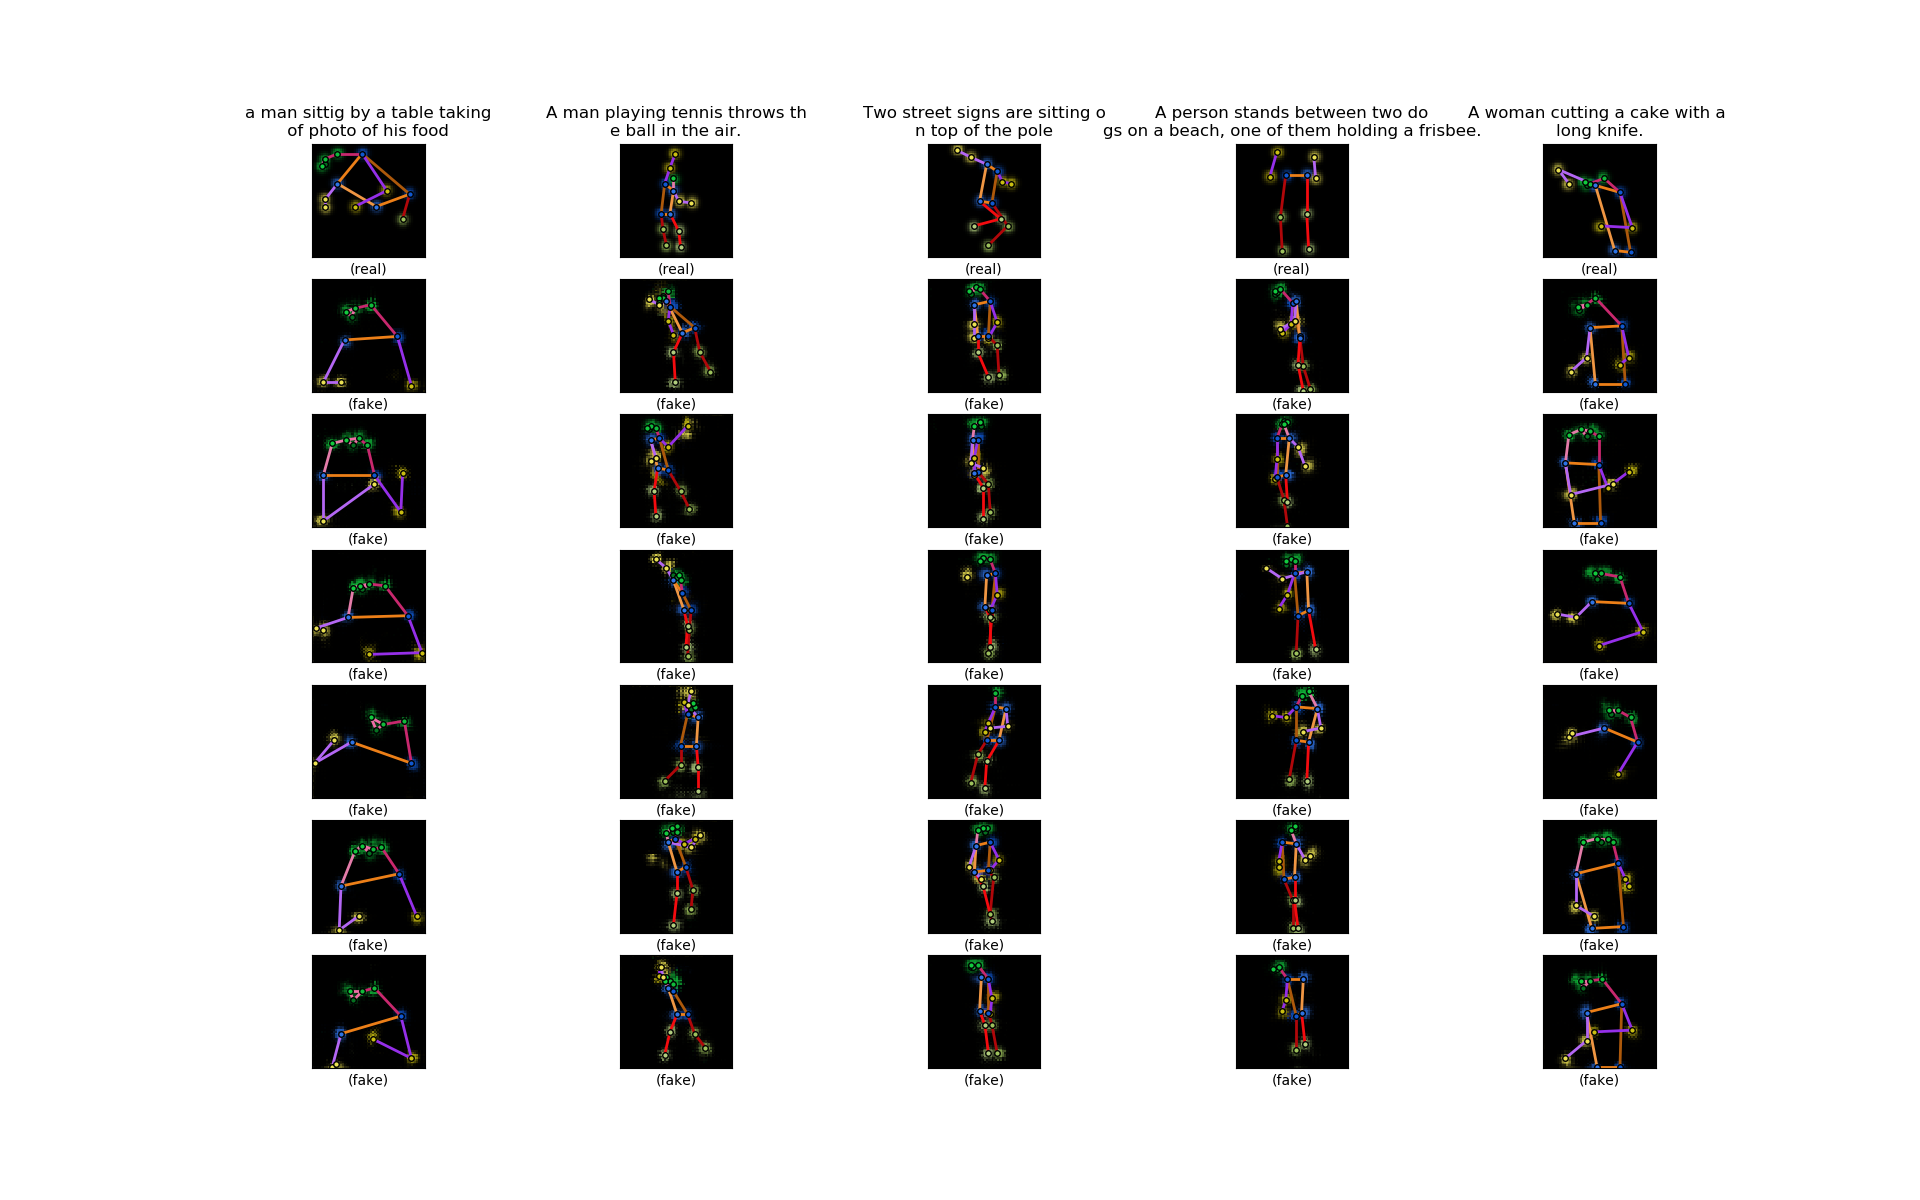 a man sittig by a table taking
of photo of his food
A man playing tennis throws th
e ball in the air.
Two street signs are sitting o
n top of the pole
A person stands between two do
gs on a beach, one of them holding a frisbee.
A woman cutting a cake with a
long knife.
(real) (real) (real) (real) (real)
(fake) (fake) (fake) (fake) (fake)
(fake) (fake) (fake) (fake) (fake)
(fake) (fake) (fake) (fake) (fake)
(fake) (fake) (fake) (fake) (fake)
(fake) (fake) (fake) (fake) (fake)
(fake) (fake) (fake) (fake) (fake)